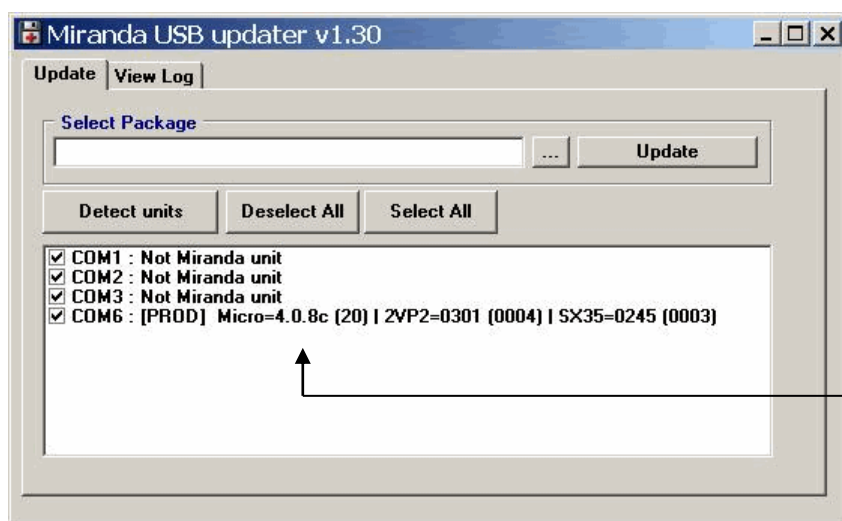 Miranda USB updater v1.30
Update View Log
Select Package
... Update
Detect units Deselect All Select All
COM1 : Not Miranda unit
COM2 : Not Miranda unit
COM3 : Not Miranda unit
COM6 : [PROD] Micro=4.0.8c (20) | 2VP2=0301 (0004) | SX35=0245 (0003)